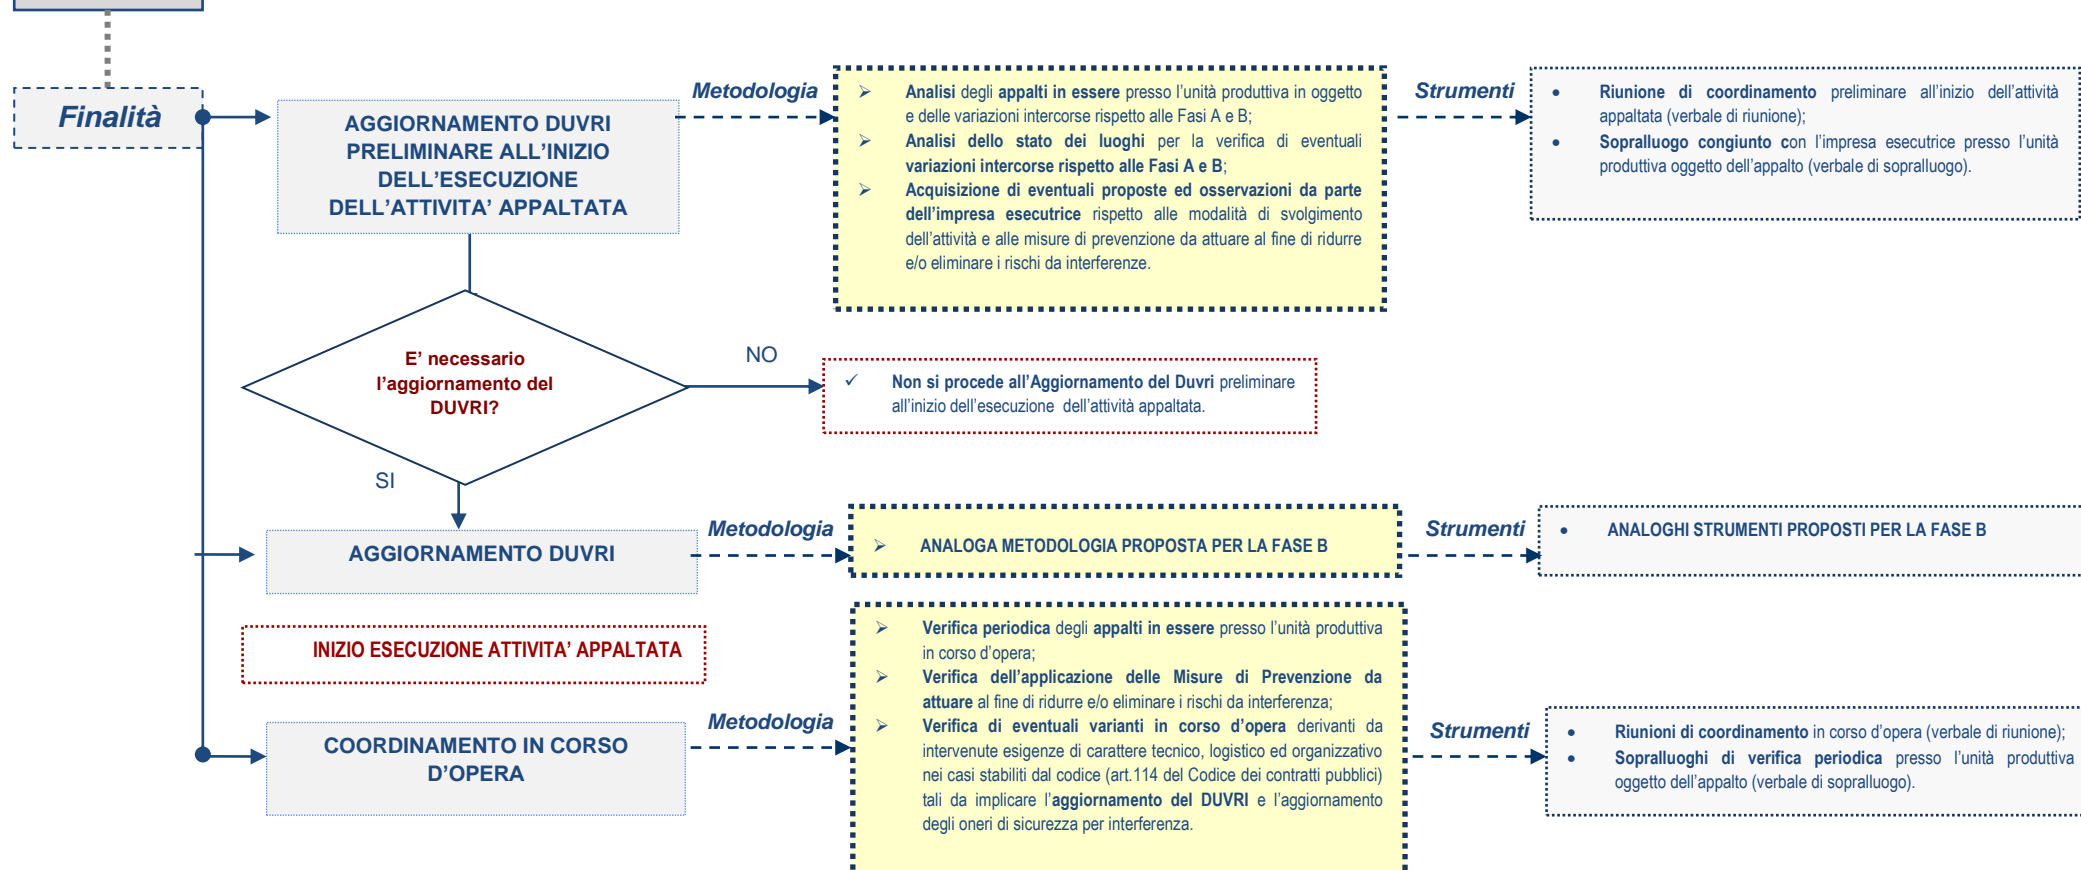 Finalità
AGGIORNAMENTO DUVRI
PRELIMINARE ALL’INIZIO
DELL’ESECUZIONE
DELL’ATTIVITA’ APPALTATA
Metodologia
➢ Analisi degli appalti in essere presso l’unità produttiva in oggetto
e delle variazioni intercorse rispetto alle Fasi A e B;
➢ Analisi dello stato dei luoghi per la verifica di eventuali
variazioni intercorse rispetto alle Fasi A e B;
➢ Acquisizione di eventuali proposte ed osservazioni da parte
dell’impresa esecutrice rispetto alle modalità di svolgimento
dell’attività e alle misure di prevenzione da attuare al fine di ridurre
e/o eliminare i rischi da interferenze.
Strumenti
• Riunione di coordinamento preliminare all’inizio dell’attività
appaltata (verbale di riunione);
• Sopralluogo congiunto con l’impresa esecutrice presso l’unità
produttiva oggetto dell’appalto (verbale di sopralluogo).
E’ necessario
l’aggiornamento del
DUVRI?
NO
✓ Non si procede all’Aggiornamento del Duvri preliminare
all’inizio dell’esecuzione dell’attività appaltata.
SI
AGGIORNAMENTO DUVRI
Metodologia
➢ ANALOGA METODOLOGIA PROPOSTA PER LA FASE B
Strumenti
• ANALOGHI STRUMENTI PROPOSTI PER LA FASE B
INIZIO ESECUZIONE ATTIVITA’ APPALTATA
COORDINAMENTO IN CORSO
D’OPERA
Metodologia
➢ Verifica periodica degli appalti in essere presso l’unità produttiva
in corso d’opera;
➢ Verifica dell’applicazione delle Misure di Prevenzione da
attuare al fine di ridurre e/o eliminare i rischi da interferenza;
➢ Verifica di eventuali varianti in corso d’opera derivanti da
intervenute esigenze di carattere tecnico, logistico ed organizzativo
nei casi stabiliti dal codice (art.114 del Codice dei contratti pubblici)
tali da implicare l’aggiornamento del DUVRI e l’aggiornamento
degli oneri di sicurezza per interferenza.
Strumenti
• Riunioni di coordinamento in corso d’opera (verbale di riunione);
• Sopralluoghi di verifica periodica presso l’unità produttiva
oggetto dell’appalto (verbale di sopralluogo).